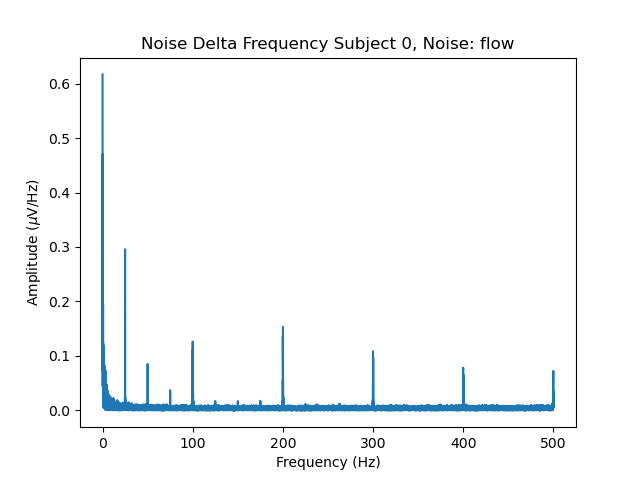 Noise Delta Frequency Subject 0, Noise: flow
Amplitude (μV/Hz)
0.6
0.5
0.4
0.3
0.2
0.1
0.0
0 100 200 300 400 500
Frequency (Hz)